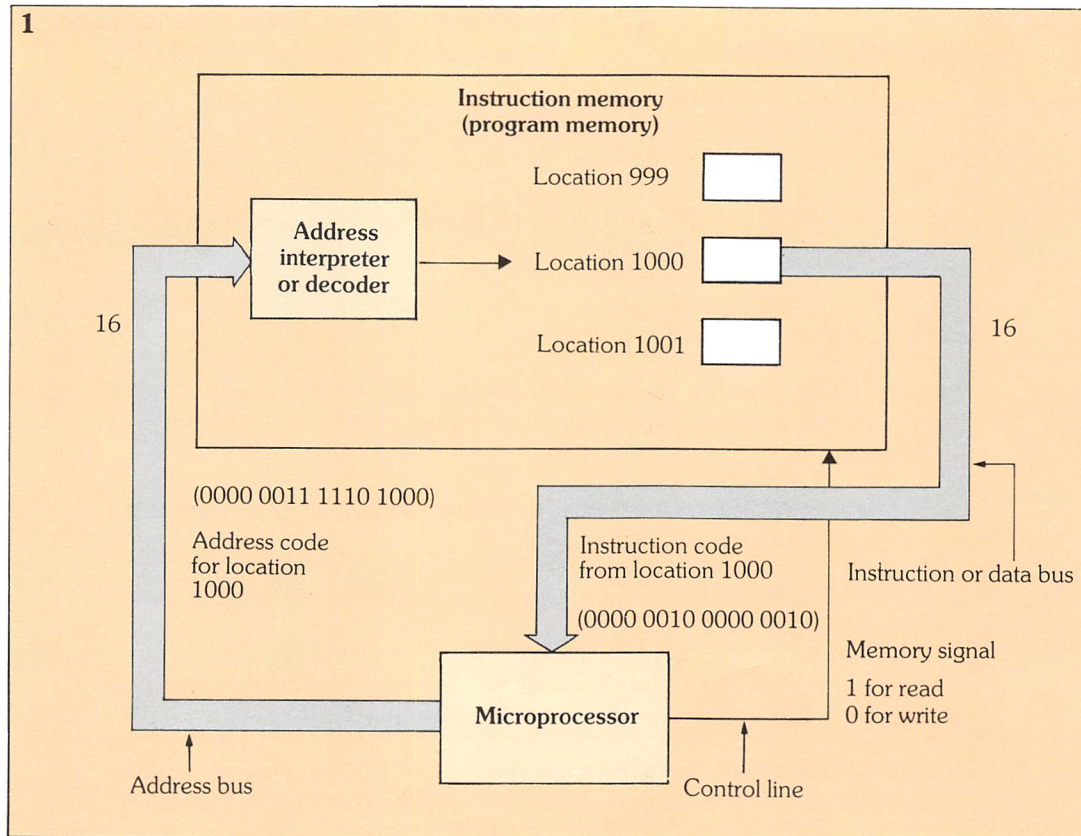 1
Instruction memory
(program memory)
Location 999
Address
interpreter
or decoder
Location 1000
Location 1001
16
16
(0000 0011 1110 1000)
Address code
for location
1000
Instruction code
from location 1000
(0000 0010 0000 0010)
Instruction or data bus
Memory signal
1 for read
0 for write
Microprocessor
Address bus
Control line